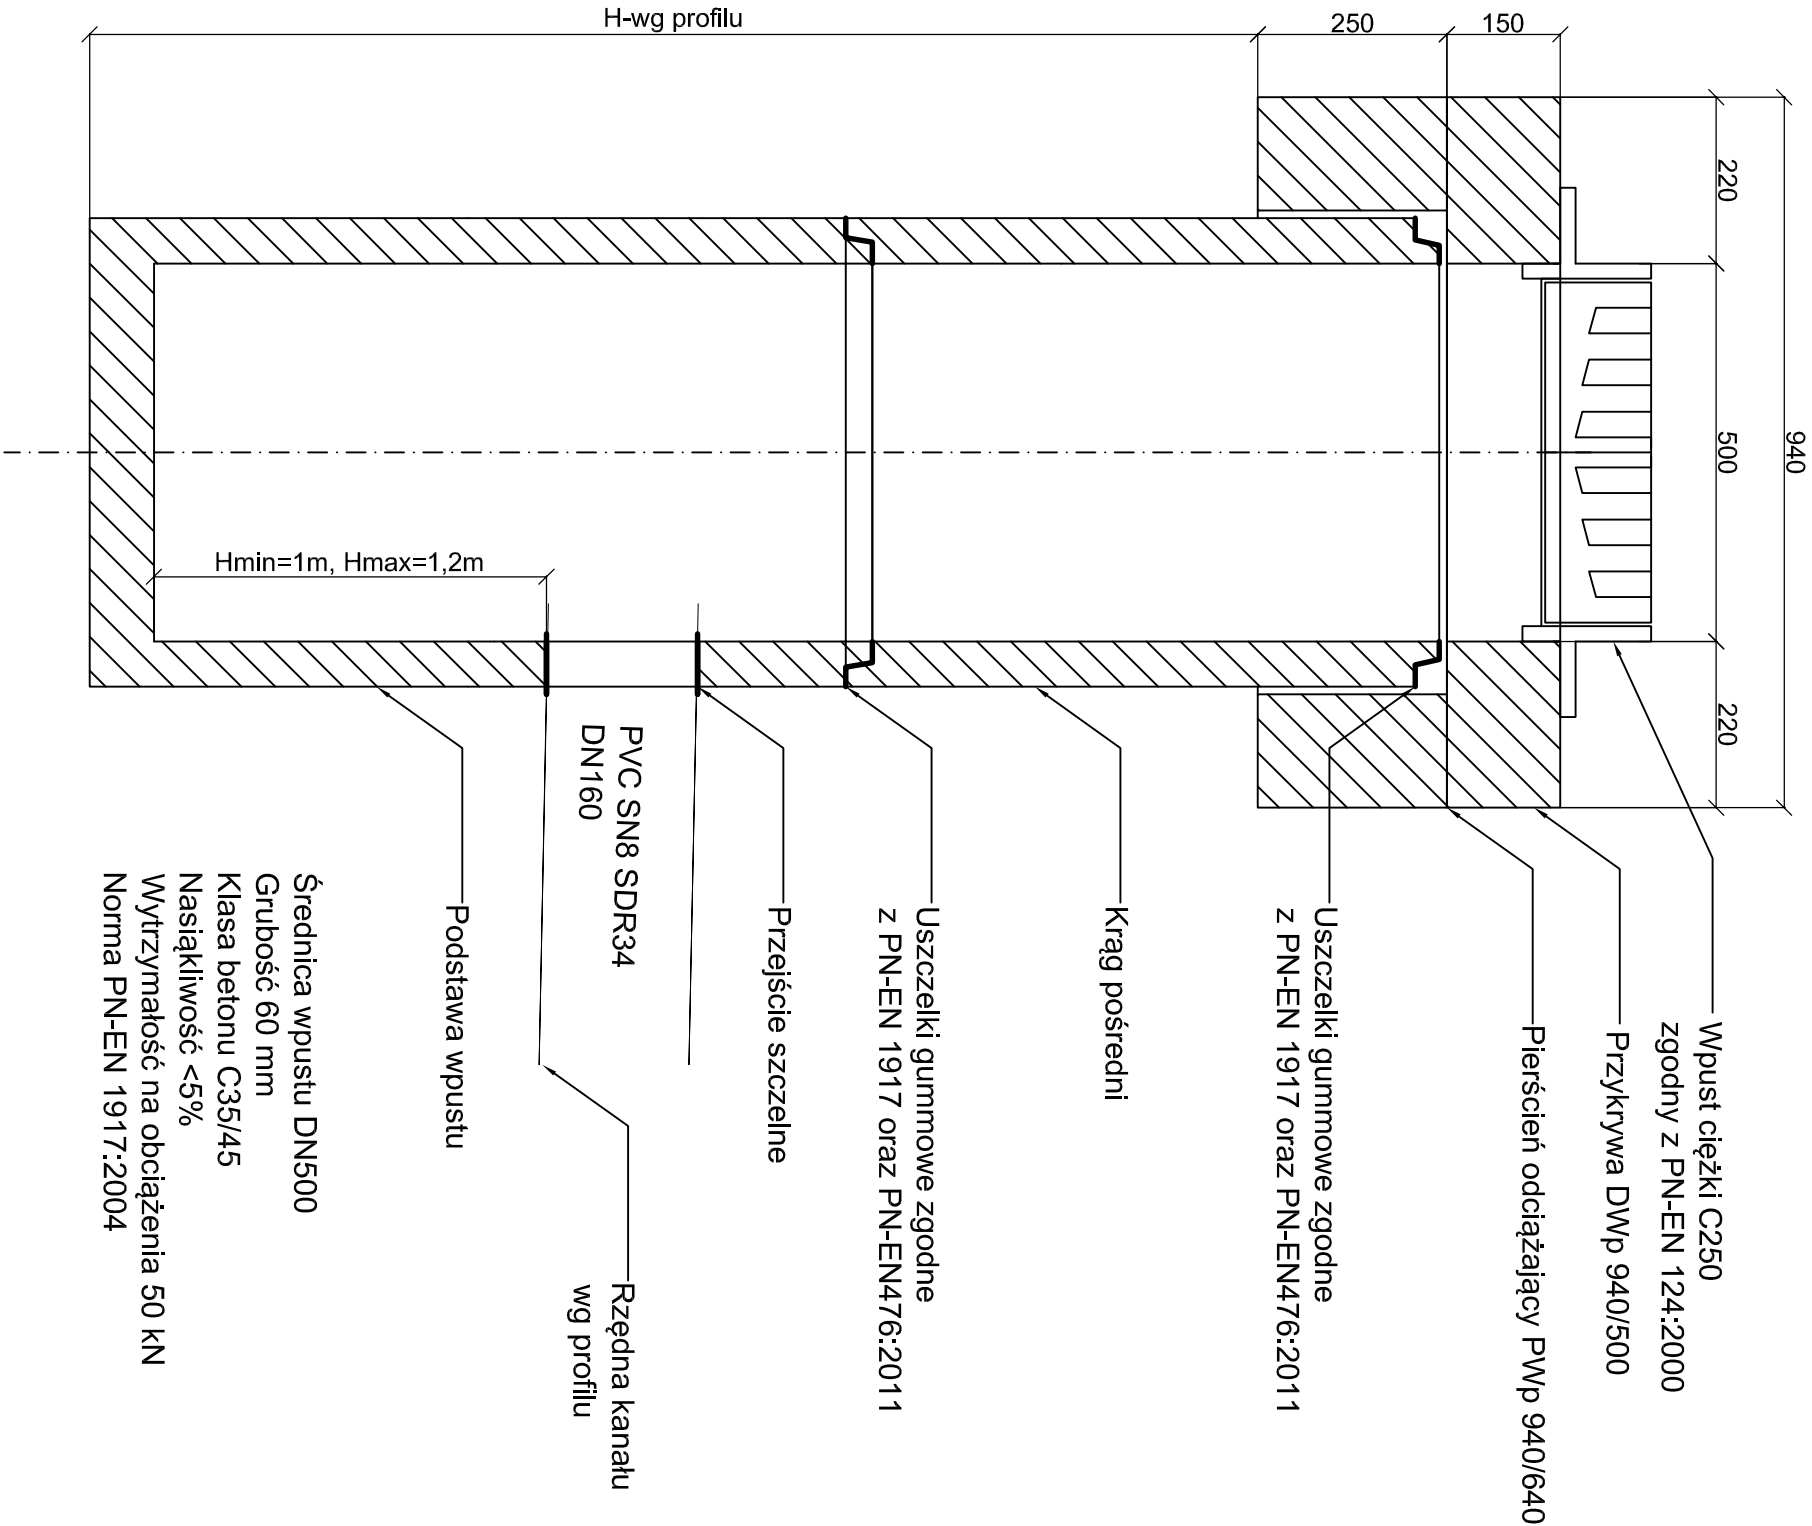 H-wg profilu
250
150
220
500
220
940
Hmin=1m, Hmax=1,2m
Wpust ciężki C250
zgodny z PN-EN 124:2000
Przykrywa DWp 940/500
Pierścień odciążający PWp 940/640
Uszczelki gummowe zgodne
z PN-EN 1917 oraz PN-EN476:2011
Krąg pośredni
Uszczelki gummowe zgodne
z PN-EN 1917 oraz PN-EN476:2011
Przejście szczelne
PVC SN8 SDR34
DN160
Rzędna kanału
wg profilu
Podstawa wpustu
Średnica wpustu DN500
Grubość 60 mm
Klasa betonu C35/45
Nasiąkliwość <5%
Wytrzymałość na obciążenia 50 kN
Norma PN-EN 1917:2004